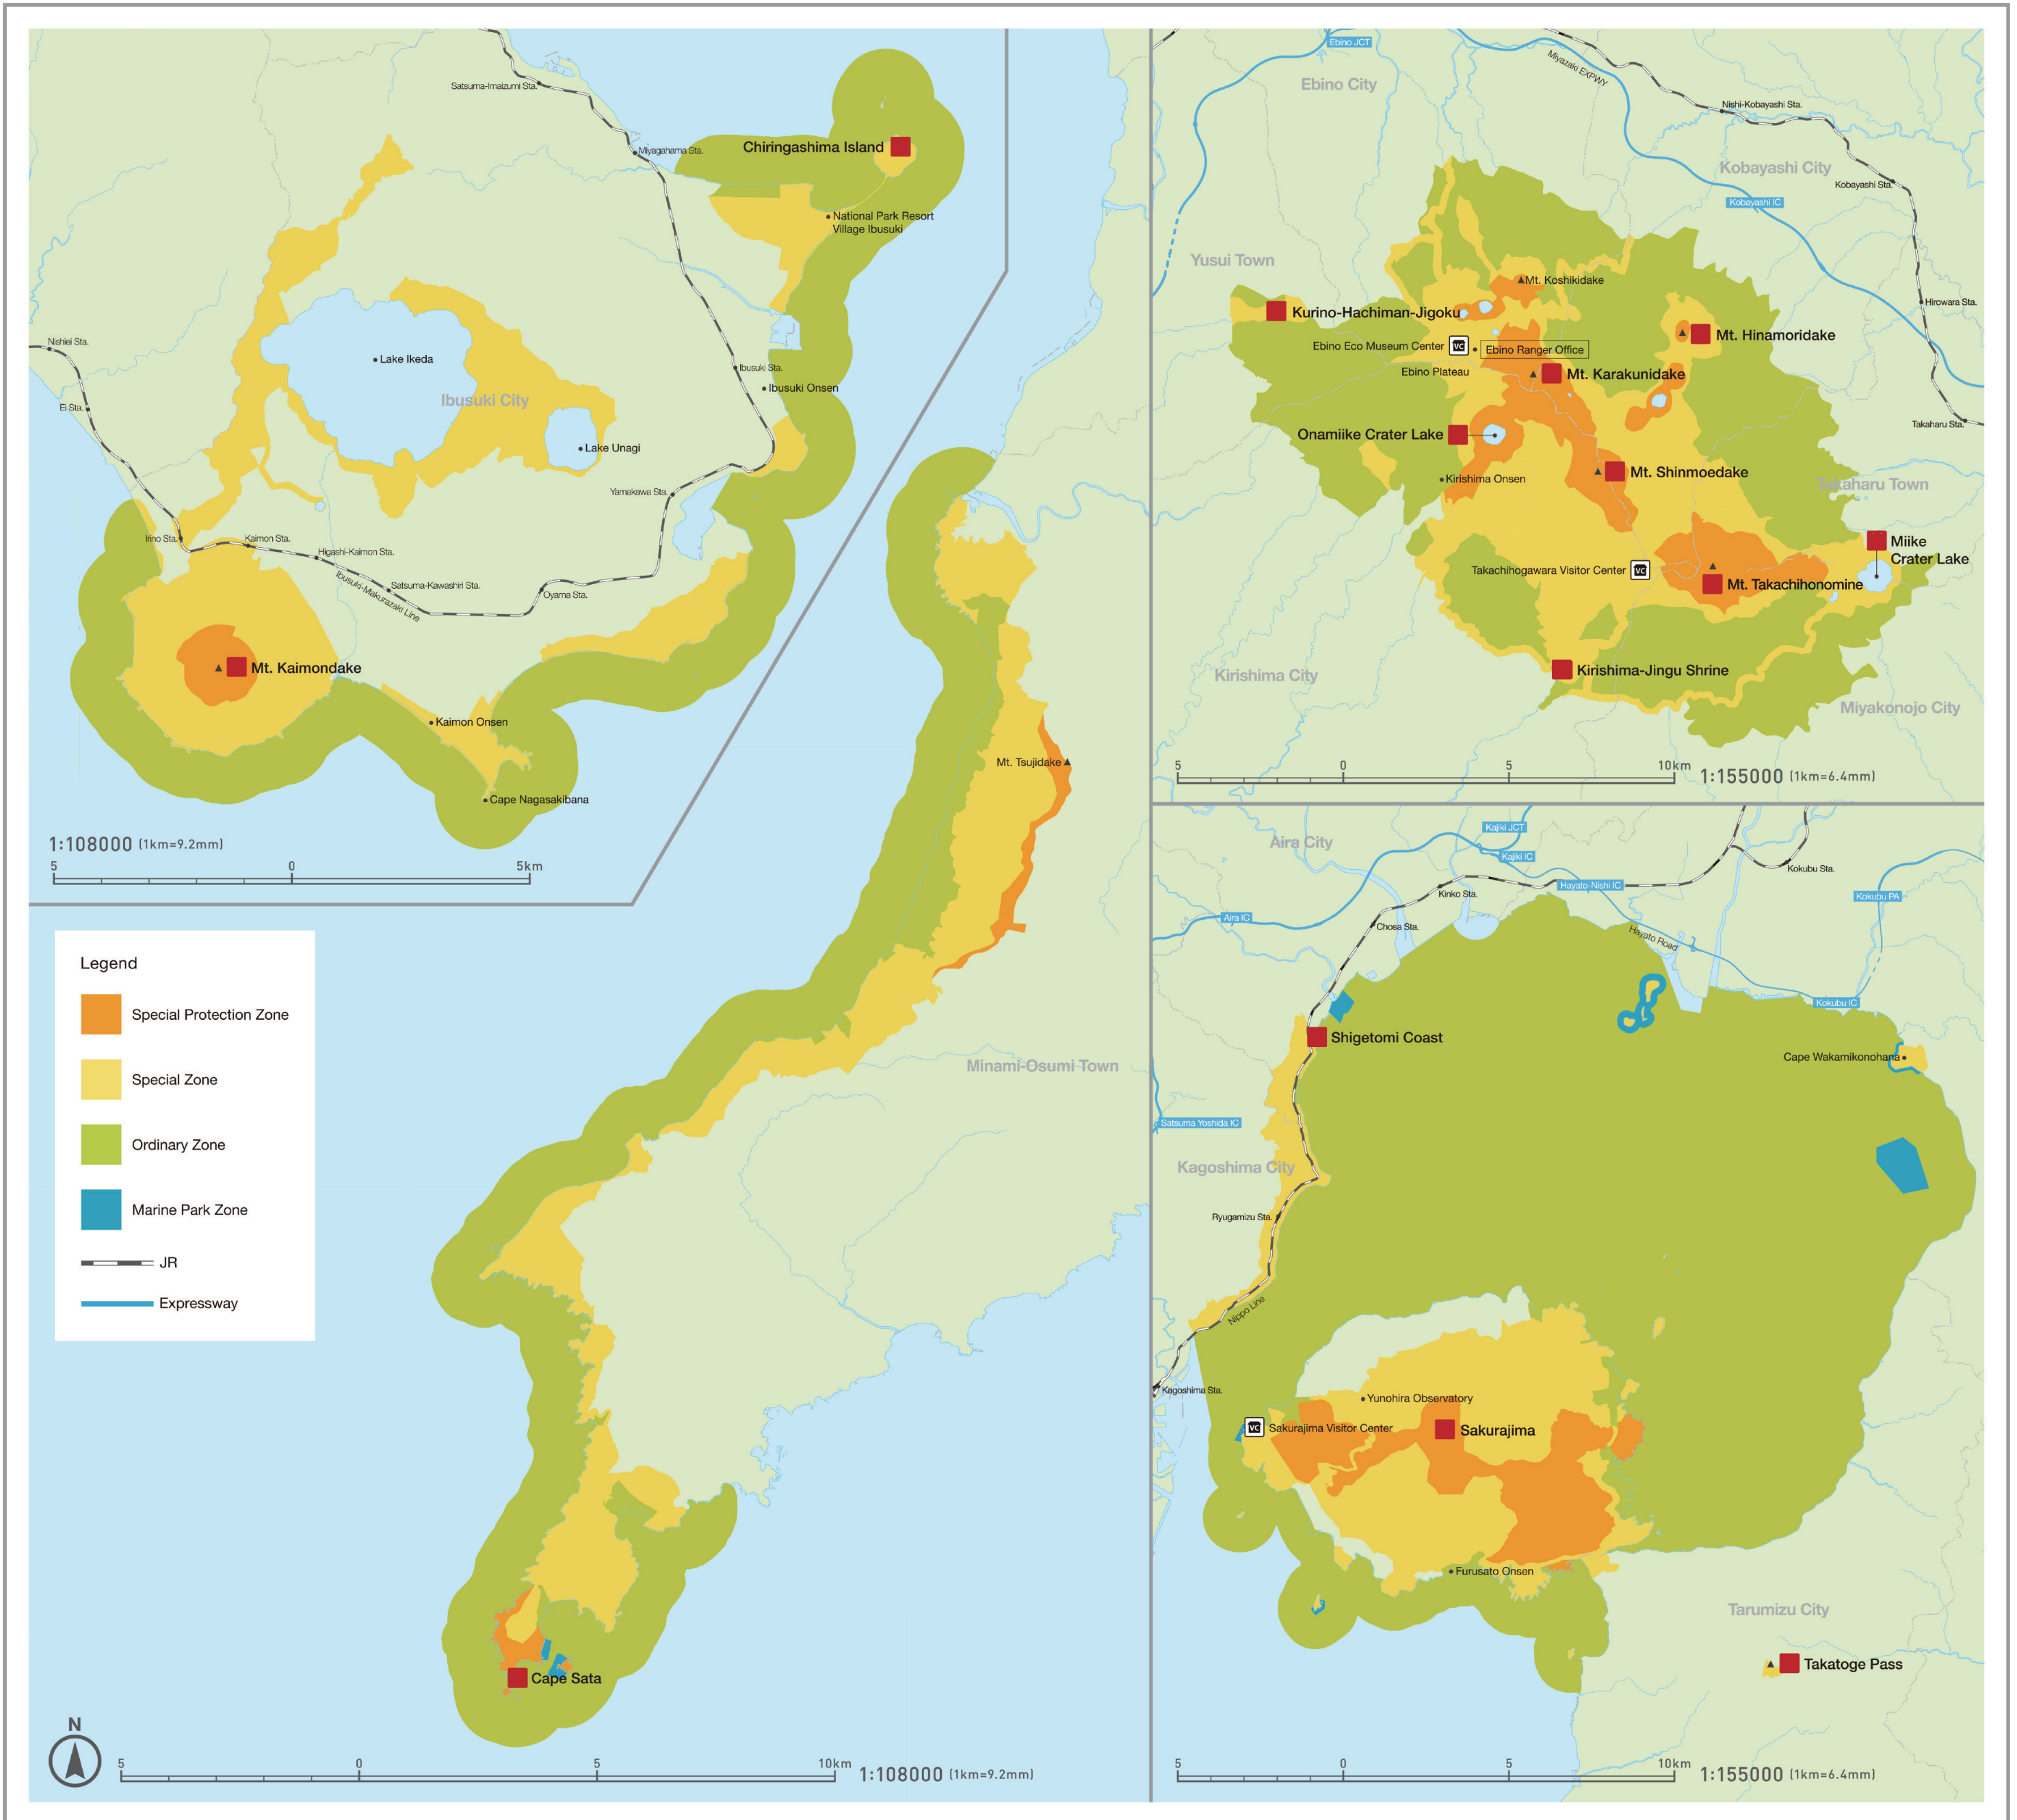 Satsuma-Imaizumi Sta.
Miyagahama Sta.
Chiringashima Island
National Park Resort
Village Ibusuki
Nishiei Sta.
Lake Ikeda
Ibusuki Sta.
Ibusuki Onsen
Ei Sta.
Ibusuki City
Lake Unagi
Yamakawa Sta.
Irino Sta.
Kaimon Sta.
Higashi-Kaimon Sta.
Ibusuki-Makurazaki Line
Satsuma-Kawashiri Sta.
Oyama Sta.
Mt. Kaimondake
Kaimon Onsen
Cape Nagasakibana
1:108000 (1km=9.2mm)
5 0 5km
Mt. Tsujidake
Minami-Osumi Town
Cape Sata
Legend
Special Protection Zone
Special Zone
Ordinary Zone
Marine Park Zone
JR
Expressway
N
5 0 5 10km 1:108000 (1km=9.2mm)
Ebino JCT
Miyazaki EXPWY
Ebino City
Nishi-Kobayashi Sta.
Kobayashi City
Kobayashi Sta.
Kobayashi IC
Yusui Town
Mt. Koshikidake
Hirowara Sta.
Kurino-Hachiman-Jigoku
Mt. Hinamoridake
Ebino Eco Museum Center
VC
Ebino Ranger Office
Ebino Plateau
Mt. Karakunidake
Takaharu Sta.
Onamiike Crater Lake
Mt. Shinmoedake
Kirishima Onsen
Takaharu Town
Miike
Crater Lake
Takachihogawara Visitor Center
VC
Mt. Takachihonomine
Kirishima City
Kirishima-Jingu Shrine
Miyakonojo City
5 0 5 10km 1:155000 (1km=6.4mm)
Kajiki JCT
Aira City
Kajiki IC
Kokubu Sta.
Kinko Sta.
Hayato-Nishi IC
Kokubu PA
Aira IC
Chosa Sta.
Hayato Road
Kokubu IC
Shigetomi Coast
Cape Wakamikonohana
Satsuma Yoshida IC
Kagoshima City
Ryugamizu Sta.
Nippo Line
Kagoshima Sta.
Yunohira Observatory
VC
Sakurajima Visitor Center
Sakurajima
Furusato Onsen
Tarumizu City
Takatoge Pass
5 0 5 10km 1:155000 (1km=6.4mm)